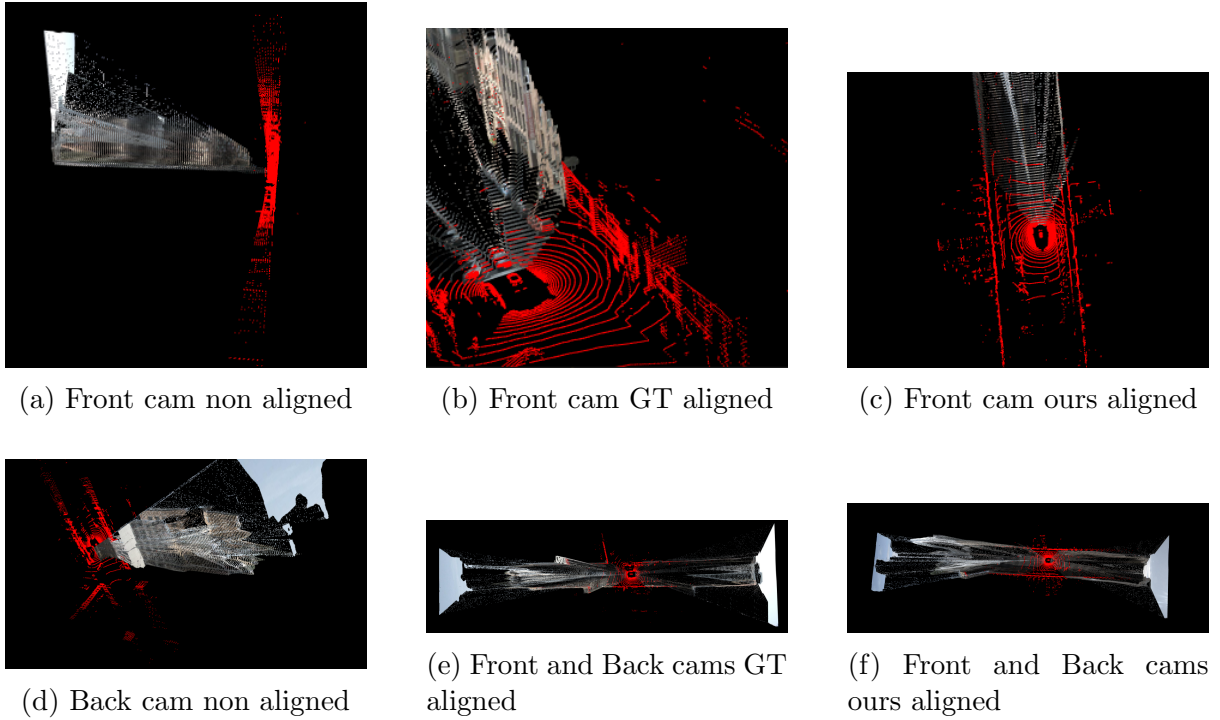 (a) Front cam non aligned
(b) Front cam GT aligned
(c) Front cam ours aligned
(d) Back cam non aligned
(e) Front and Back cams GT
aligned
(f) Front and Back cams
ours aligned